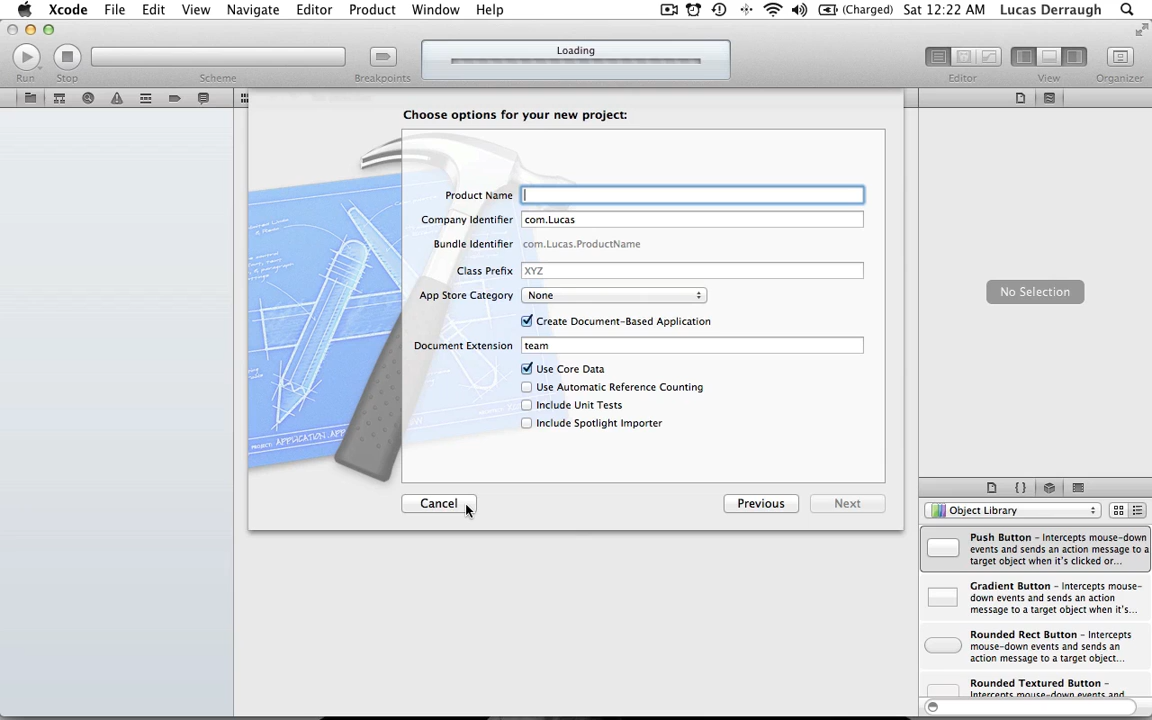 Xcode File Edit View Navigate Editor Product Window Help (Charged) Sat 12:22 AM Lucas Derraugh
Loading
Run Stop Scheme Breakpoints Editor View Organizer
Choose options for your new project:
Product Name
Company Identifier com.Lucas
Bundle Identifier com.Lucas.ProductName
Class Prefix XYZ
App Store Category None
Create Document-Based Application
Document Extension team
Use Core Data
Use Automatic Reference Counting
Include Unit Tests
Include Spotlight Importer
Cancel Previous Next
No Selection
{ } Object Library
Push Button - Intercepts mouse-down
events and sends an action message to a
target object when it's clicked or...
Gradient Button - Intercepts mouse-
down events and sends an action
message to a target object when it's...
Rounded Rect Button - Intercepts
mouse-down events and sends an
action message to a target object...
Rounded Textured Button -
Intercepts mouse-down events and